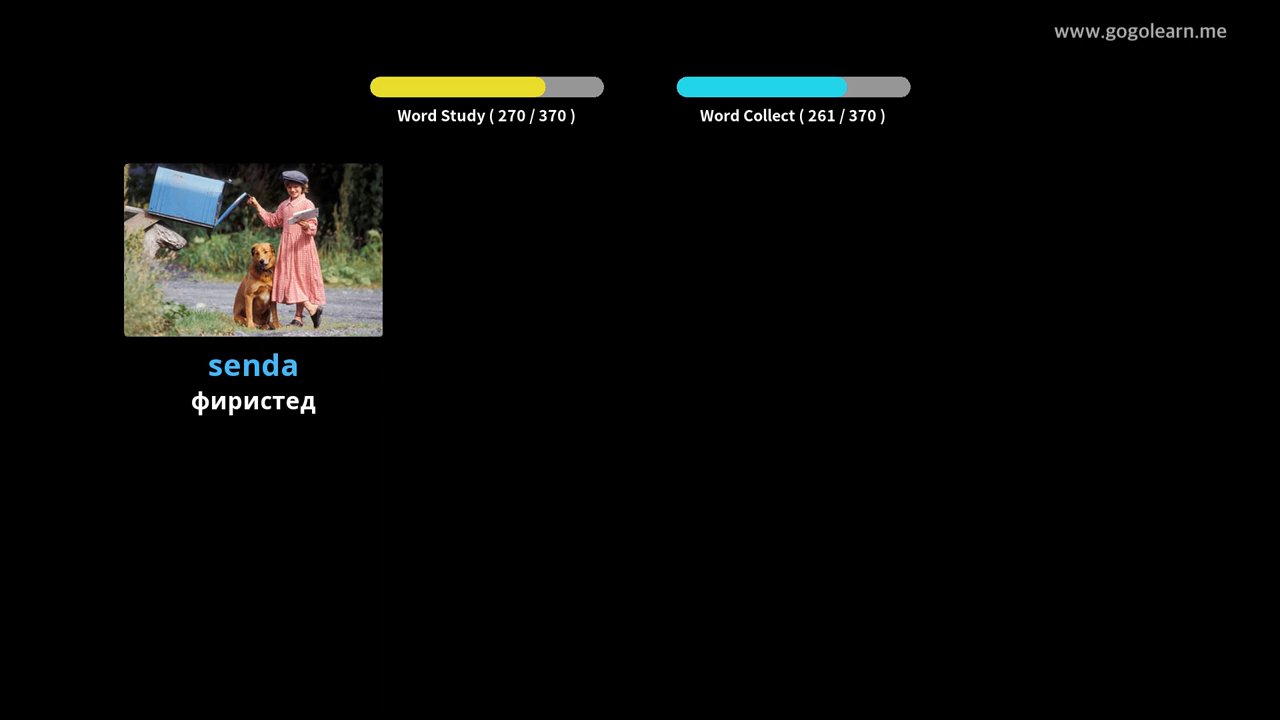 www.gogolearn.me
Word Study ( 270 / 370 )
Word Collect ( 261 / 370 )
senda
фиристед